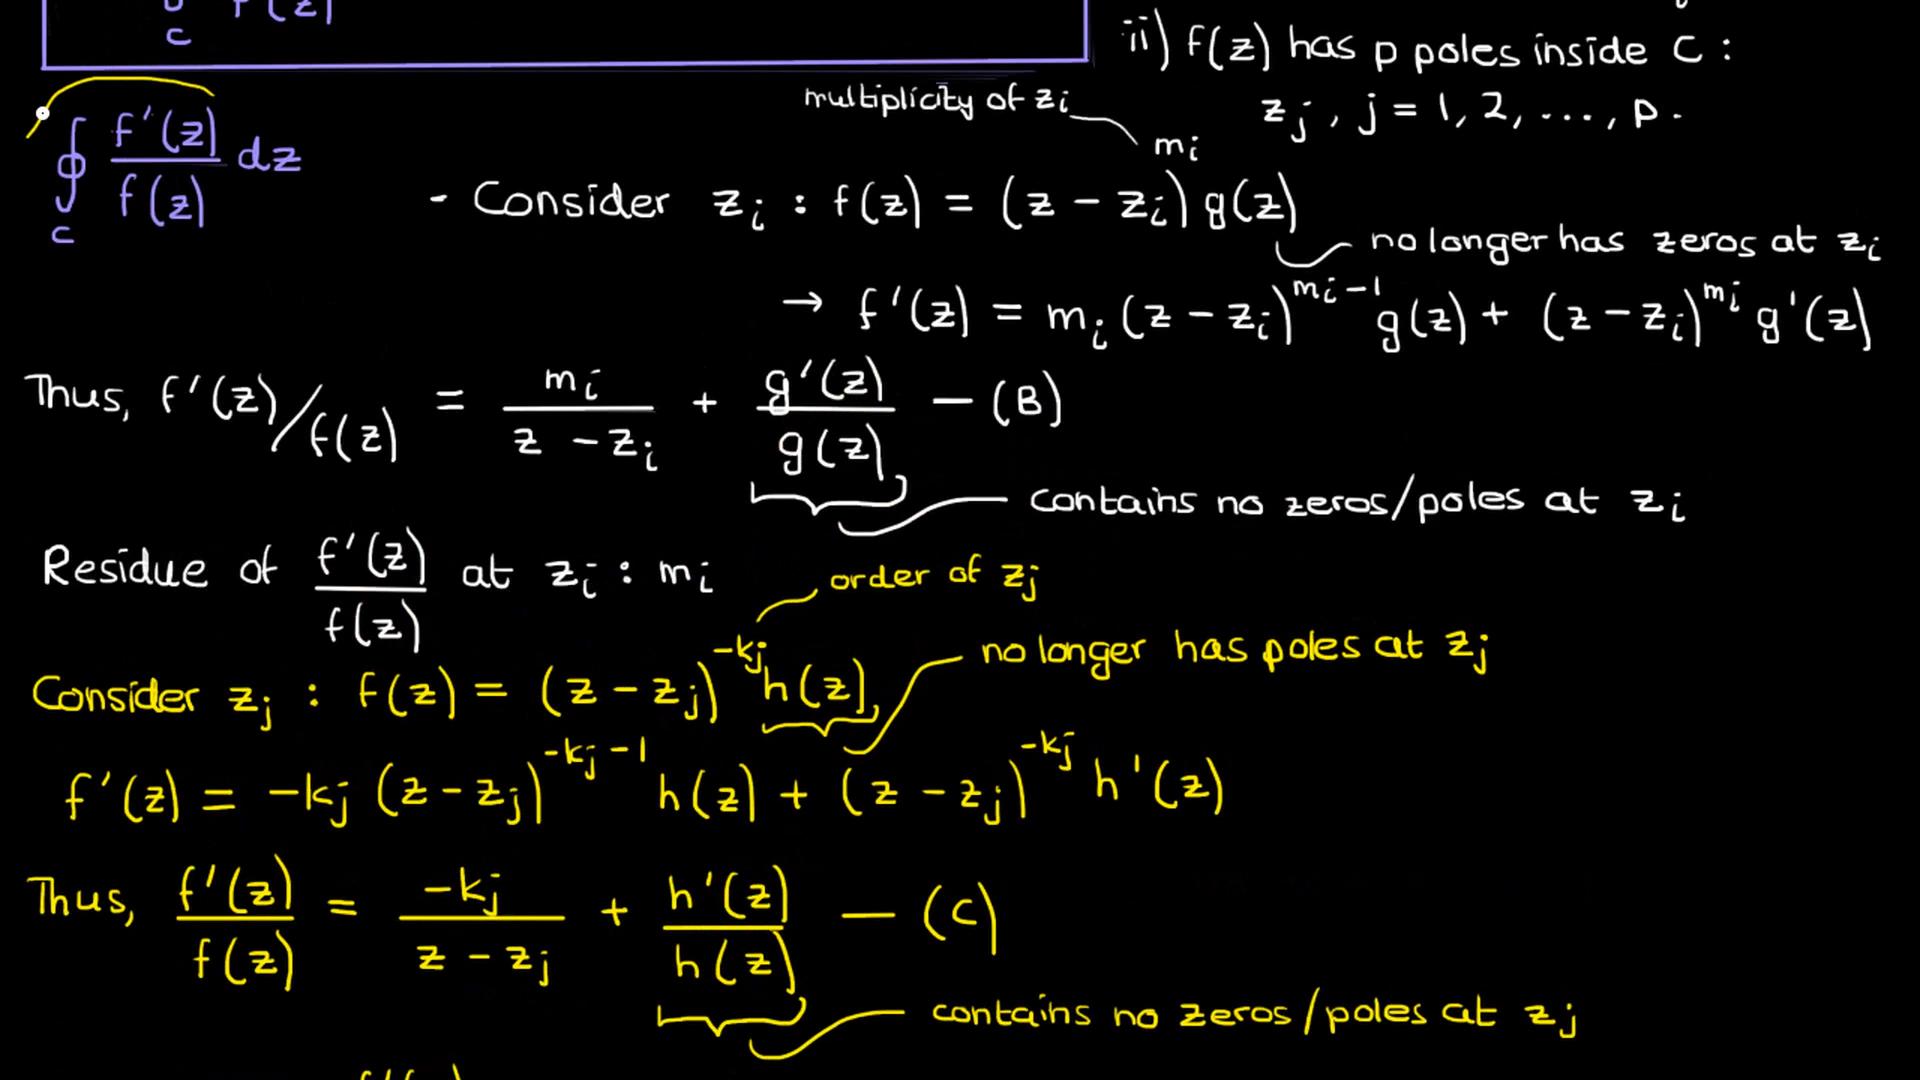 c f(z)
ii) f(z) has p poles inside C :
z_j , j = 1, 2, ..., p.
∮_c f'(z)/f(z) dz
multiplicity of z_i
- Consider z_i : f(z) = (z - z_i)^{m_i} g(z)
no longer has zeros at z_i
→ f'(z) = m_i (z - z_i)^{m_i - 1} g(z) + (z - z_i)^{m_i} g'(z)
Thus, f'(z)/f(z) = m_i/(z - z_i) + g'(z)/g(z) — (B)
contains no zeros/poles at z_i
Residue of f'(z)/f(z) at z_i : m_i
order of z_j
Consider z_j : f(z) = (z - z_j)^{-k_j} h(z),
no longer has poles at z_j
f'(z) = -k_j (z - z_j)^{-k_j - 1} h(z) + (z - z_j)^{-k_j} h'(z)
Thus, f'(z)/f(z) = -k_j/(z - z_j) + h'(z)/h(z) — (C)
contains no zeros/poles at z_j